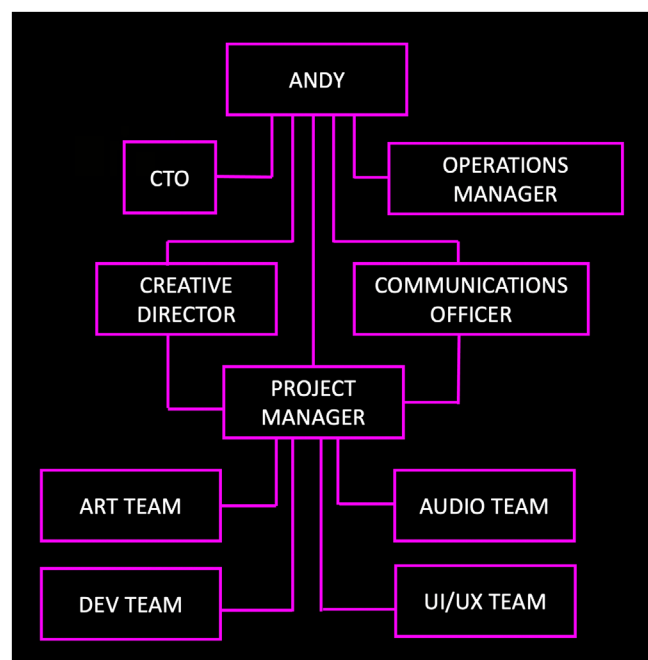 ANDY
CTO
OPERATIONS
MANAGER
CREATIVE
DIRECTOR
COMMUNICATIONS
OFFICER
PROJECT
MANAGER
ART TEAM
AUDIO TEAM
DEV TEAM
UI/UX TEAM